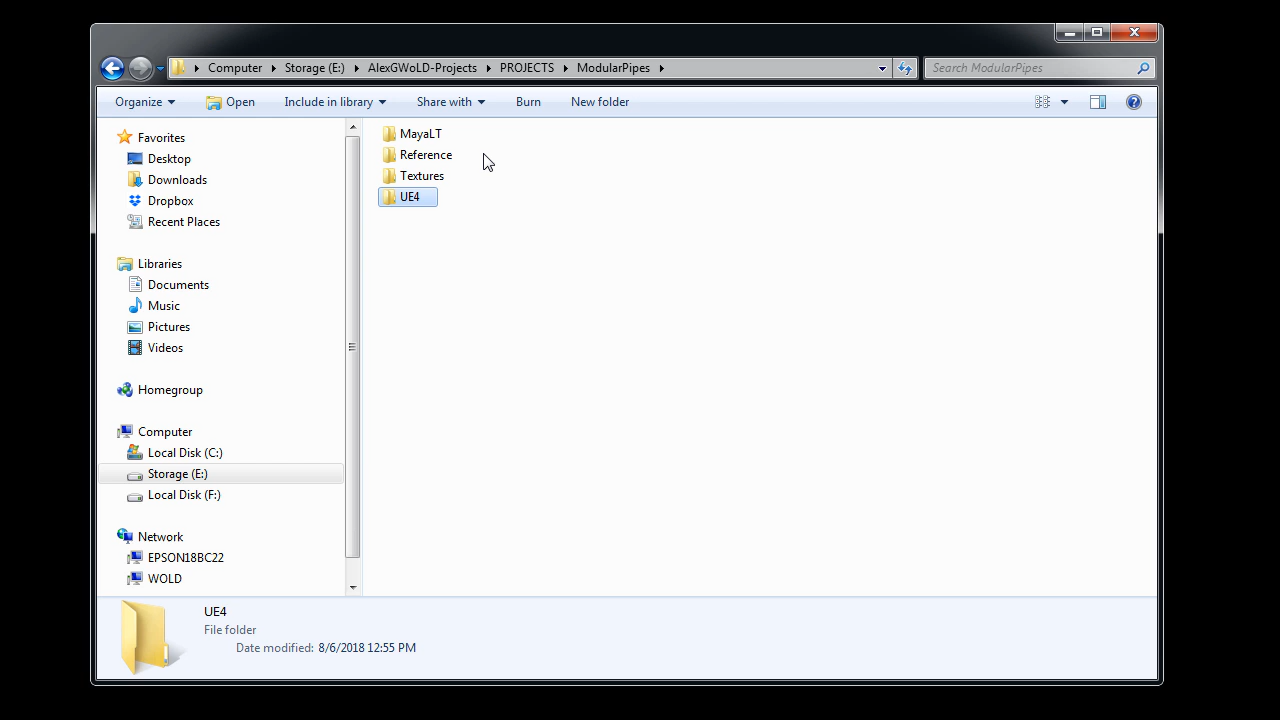 Computer
Storage (E:)
AlexGWoLD-Projects
PROJECTS
ModularPipes
Search ModularPipes
Organize
Open
Include in library
Share with
Burn
New folder
Favorites
Desktop
Downloads
Dropbox
Recent Places
Libraries
Documents
Music
Pictures
Videos
Homegroup
Computer
Local Disk (C:)
Storage (E:)
Local Disk (F:)
Network
EPSON18BC22
WOLD
MayaLT
Reference
Textures
UE4
UE4
File folder
Date modified: 8/6/2018 12:55 PM